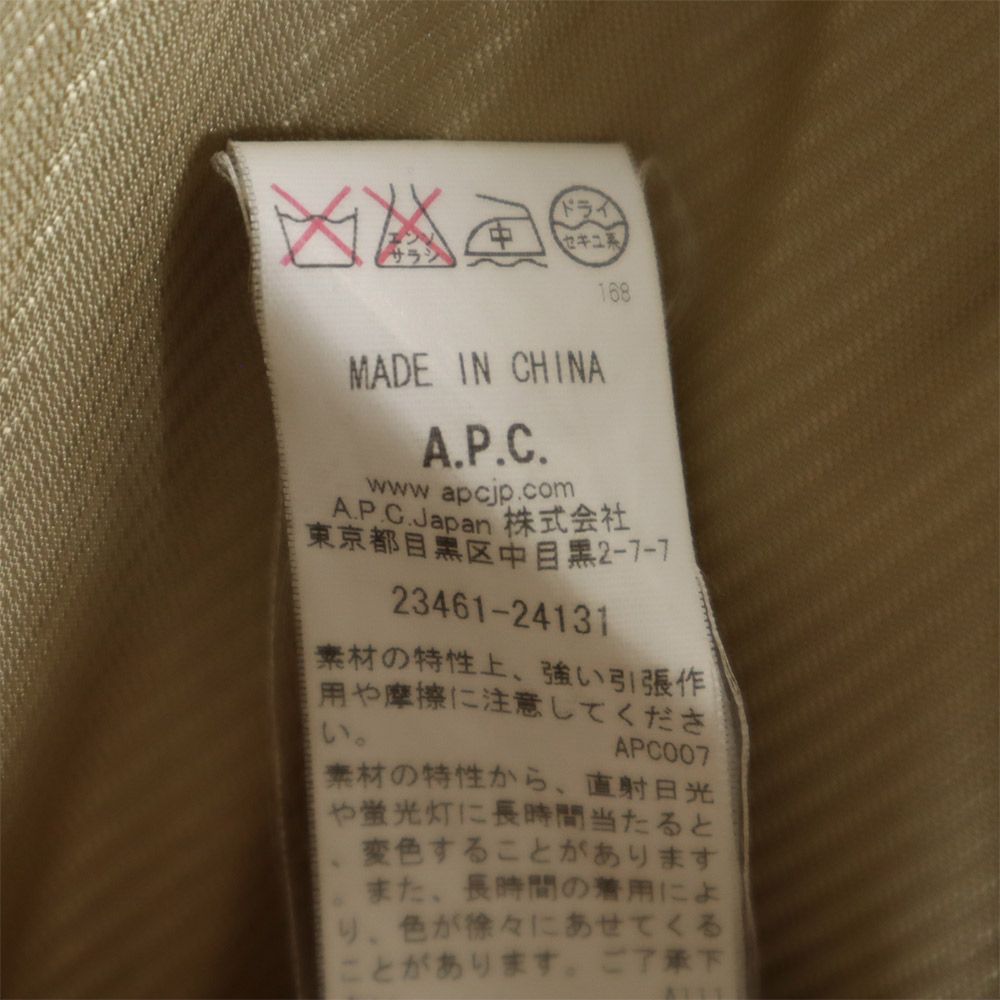 エンソ
サラシ
中
ドライ
セキユ系
168
MADE IN CHINA
A.P.C.
www.apcjp.com
A.P.C.Japan 株式会社
東京都目黒区中目黒2-7-7
23461-24131
素材の特性上、強い引張作
用や摩擦に注意してくださ
い。
APC007
素材の特性から、直射日光
や蛍光灯に長時間当たると
、変色することがあります
。また、長時間の着用によ
り、色が徐々にあせてくる
ことがあります。ご了承下